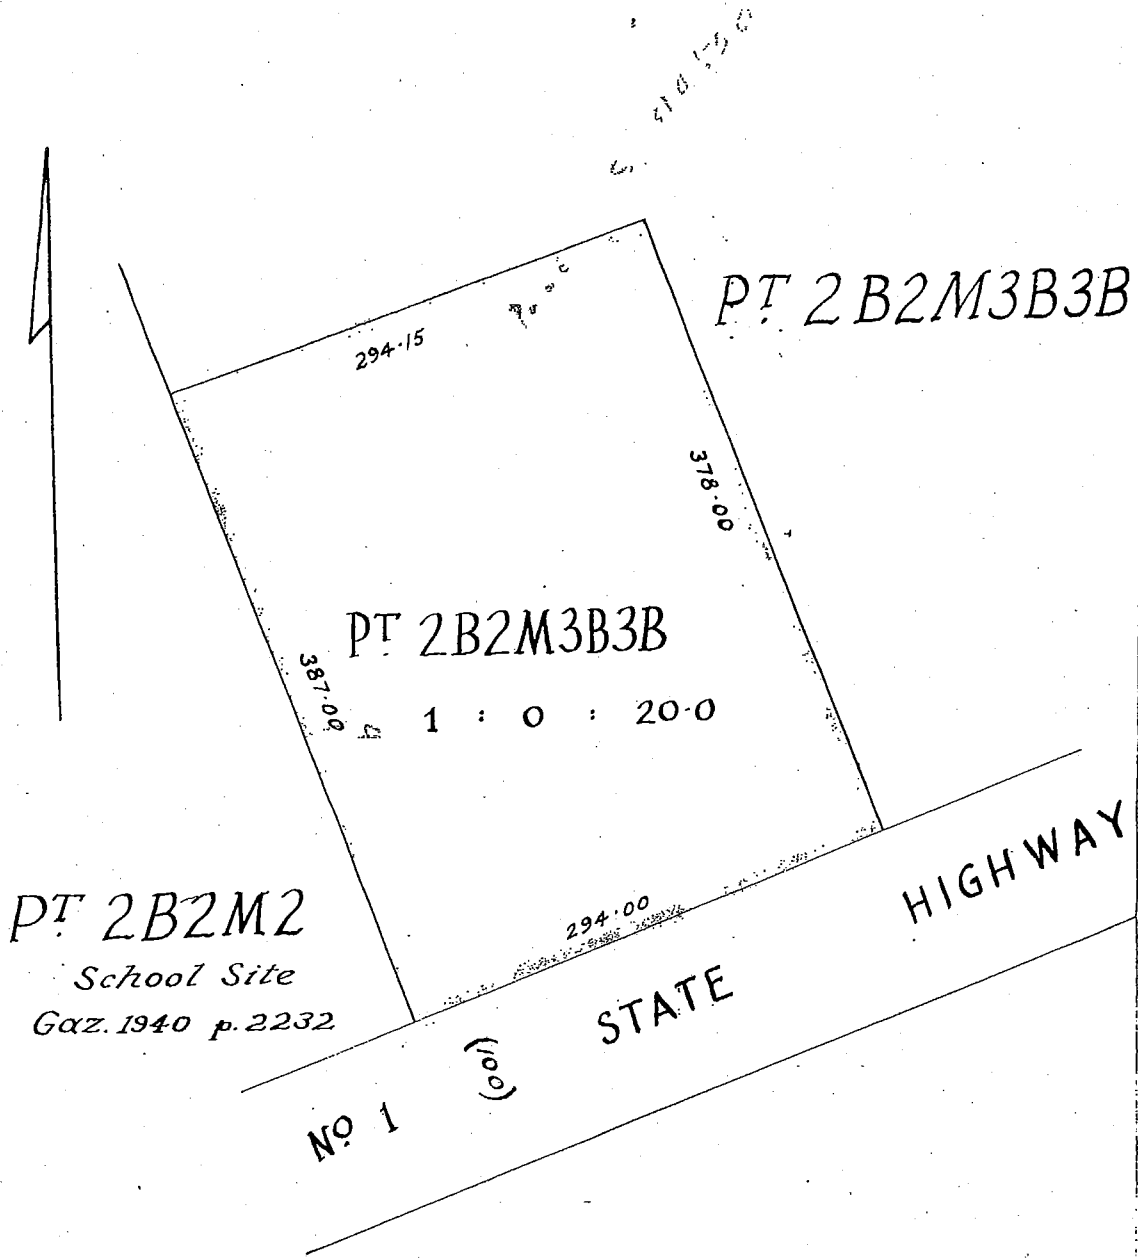 PT. 2B2M3B3B
294·15
378·00
PT. 2B2M3B3B
387·00
1 : 0 : 20·0
PT. 2B2M2
School Site
Gaz. 1940 p. 2232
294·00
No 1 (100) STATE HIGHWAY